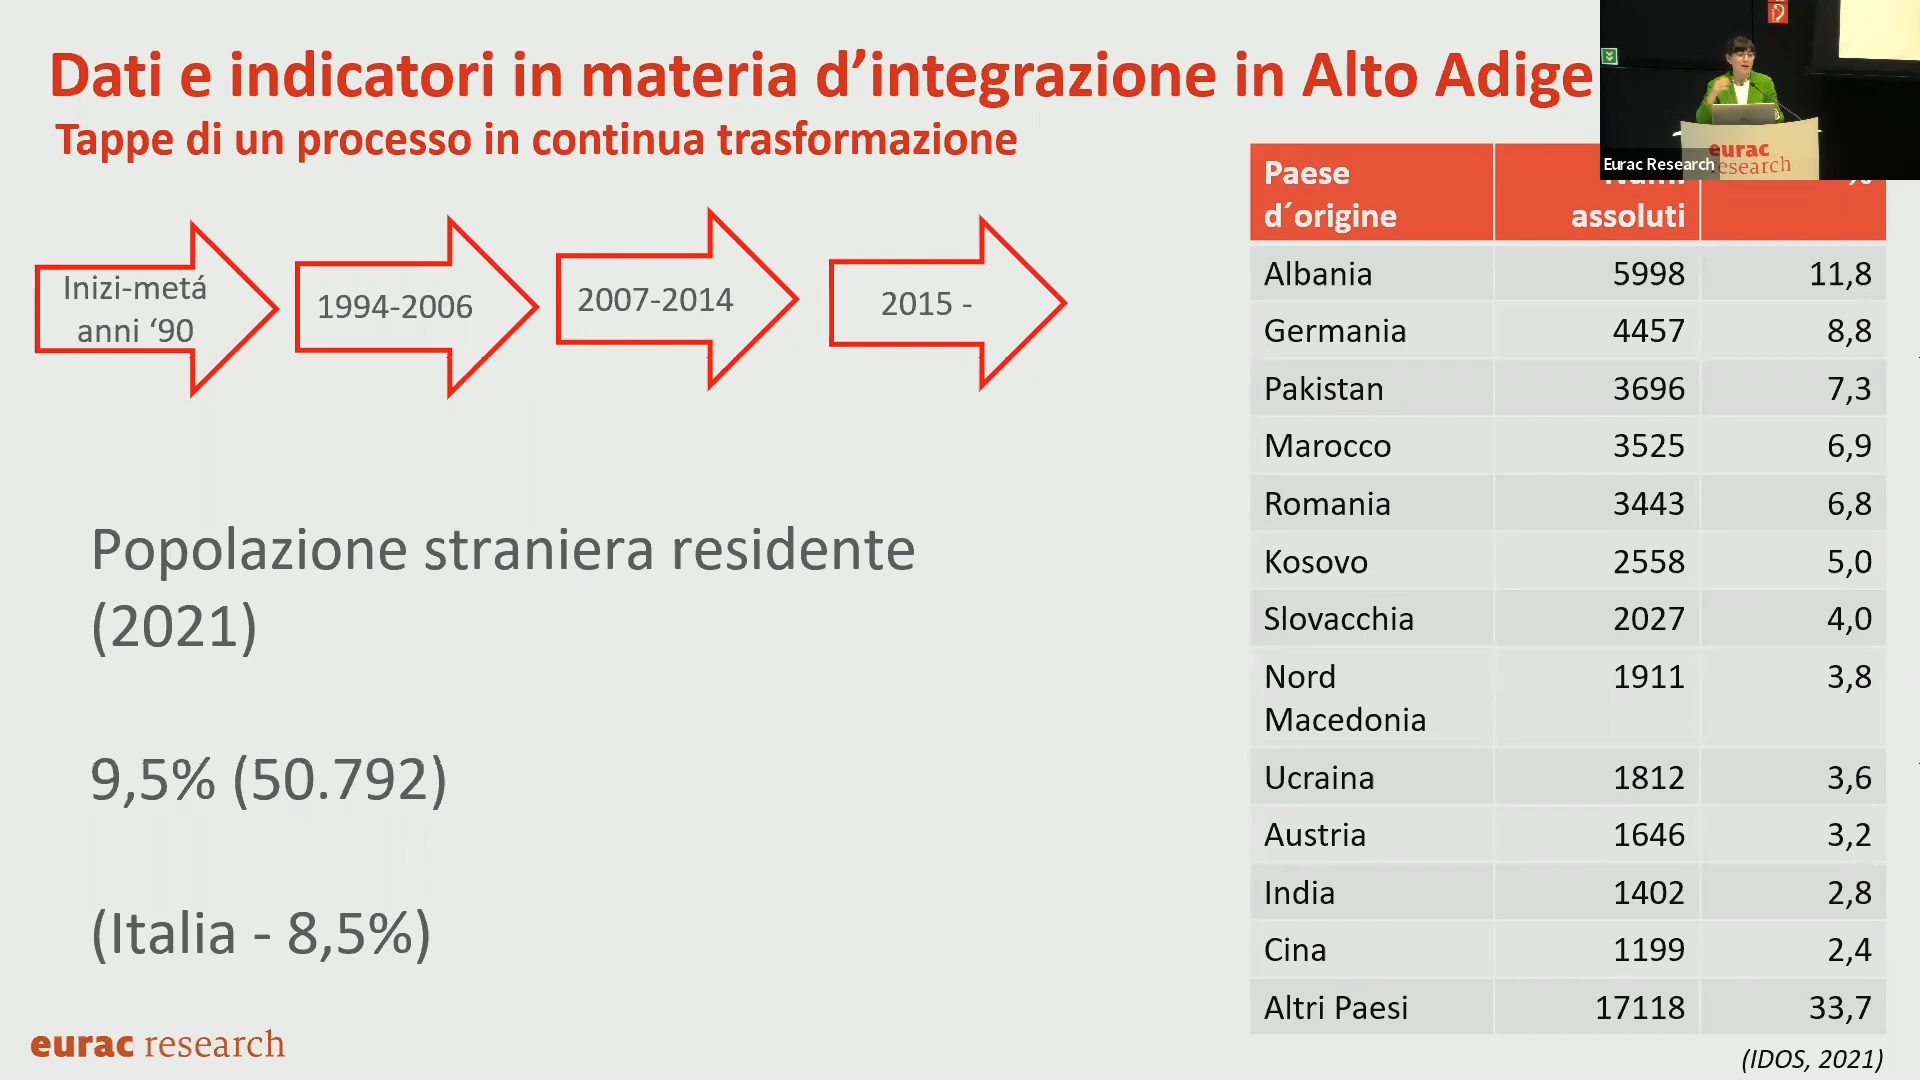 Dati e indicatori in materia d’integrazione in Alto Adige
Tappe di un processo in continua trasformazione
Inizi-metá
anni ‘90
1994-2006
2007-2014
2015 -
Popolazione straniera residente
(2021)
9,5% (50.792)
(Italia - 8,5%)
eurac research
eurac
research
Eurac Research
Paese
d´origine
assoluti
%
Albania 5998 11,8
Germania 4457 8,8
Pakistan 3696 7,3
Marocco 3525 6,9
Romania 3443 6,8
Kosovo 2558 5,0
Slovacchia 2027 4,0
Nord 1911 3,8
Macedonia
Ucraina 1812 3,6
Austria 1646 3,2
India 1402 2,8
Cina 1199 2,4
Altri Paesi 17118 33,7
(IDOS, 2021)